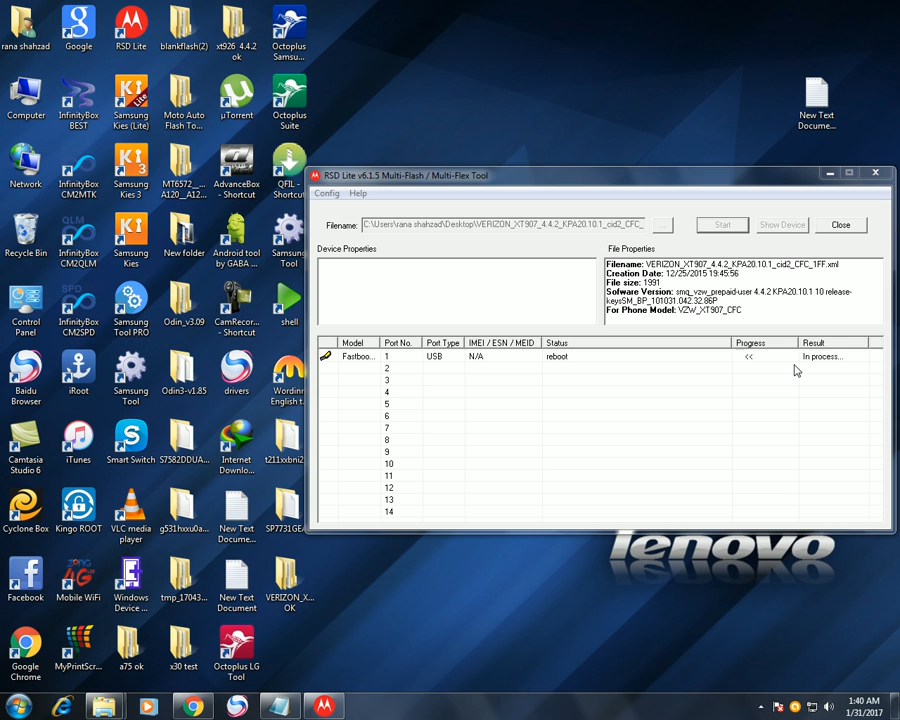 rana shahzad
Google
RSD Lite
blankflash(2)
xt926 4.4.2
ok
Octoplus
Samsu...
Computer
InfinityBox
BEST
Samsung
Kies (Lite)
Moto Auto
Flash To...
µTorrent
Octoplus
Suite
New Text
Docume...
Network
InfinityBox
CM2MTK
Samsung
Kies 3
MT6572__...
A120__A12...
AdvanceBox
- Shortcut
QFIL -
Shortcut
Recycle Bin
InfinityBox
CM2QLM
Samsung
Kies
New folder
Android tool
by GABA ...
Samsung
Tool
Control
Panel
InfinityBox
CM2SPD
Samsung
Tool PRO
Odin_v3.09
CamRecor...
- Shortcut
shell
Baidu
Browser
iRoot
Samsung
Tool
Odin3-v1.85
drivers
Wordinn
English t...
Camtasia
Studio 6
iTunes
Smart Switch
S7582DDUA...
Internet
Downlo...
t211xxbni2...
Cyclone Box
Kingo ROOT
VLC media
player
g531hxxu0a...
New Text
Docume...
SP7731GEA...
Facebook
Mobile WiFi
Windows
Device ...
tmp_17043...
New Text
Document
VERIZON_X...
OK
Google
Chrome
MyPrintScr...
a75 ok
x30 test
Octoplus LG
Tool
RSD Lite v6.1.5 Multi-Flash / Multi-Flex Tool
Config Help
Filename: C:\Users\rana shahzad\Desktop\VERIZON_XT907_4.4.2_KPA20.10.1_cid2_CFC_ ... Start Show Device Close
Device Properties
File Properties
Filename: VERIZON_XT907_4.4.2_KPA20.10.1_cid2_CFC_1FF.xml
Creation Date: 12/25/2015 19:45:56
File size: 1991
Sofware Version: smq_vzw_prepaid-user 4.4.2 KPA20.10.1 10 release-
keysSM_BP_101031.042.32.86P
For Phone Model: VZW_XT907_CFC
Model Port No. Port Type IMEI / ESN / MEID Status Progress Result
Fastboo... 1 USB N/A reboot << In process...
2
3
4
5
6
7
8
9
10
11
12
13
14
lenovo
1:40 AM
1/31/2017